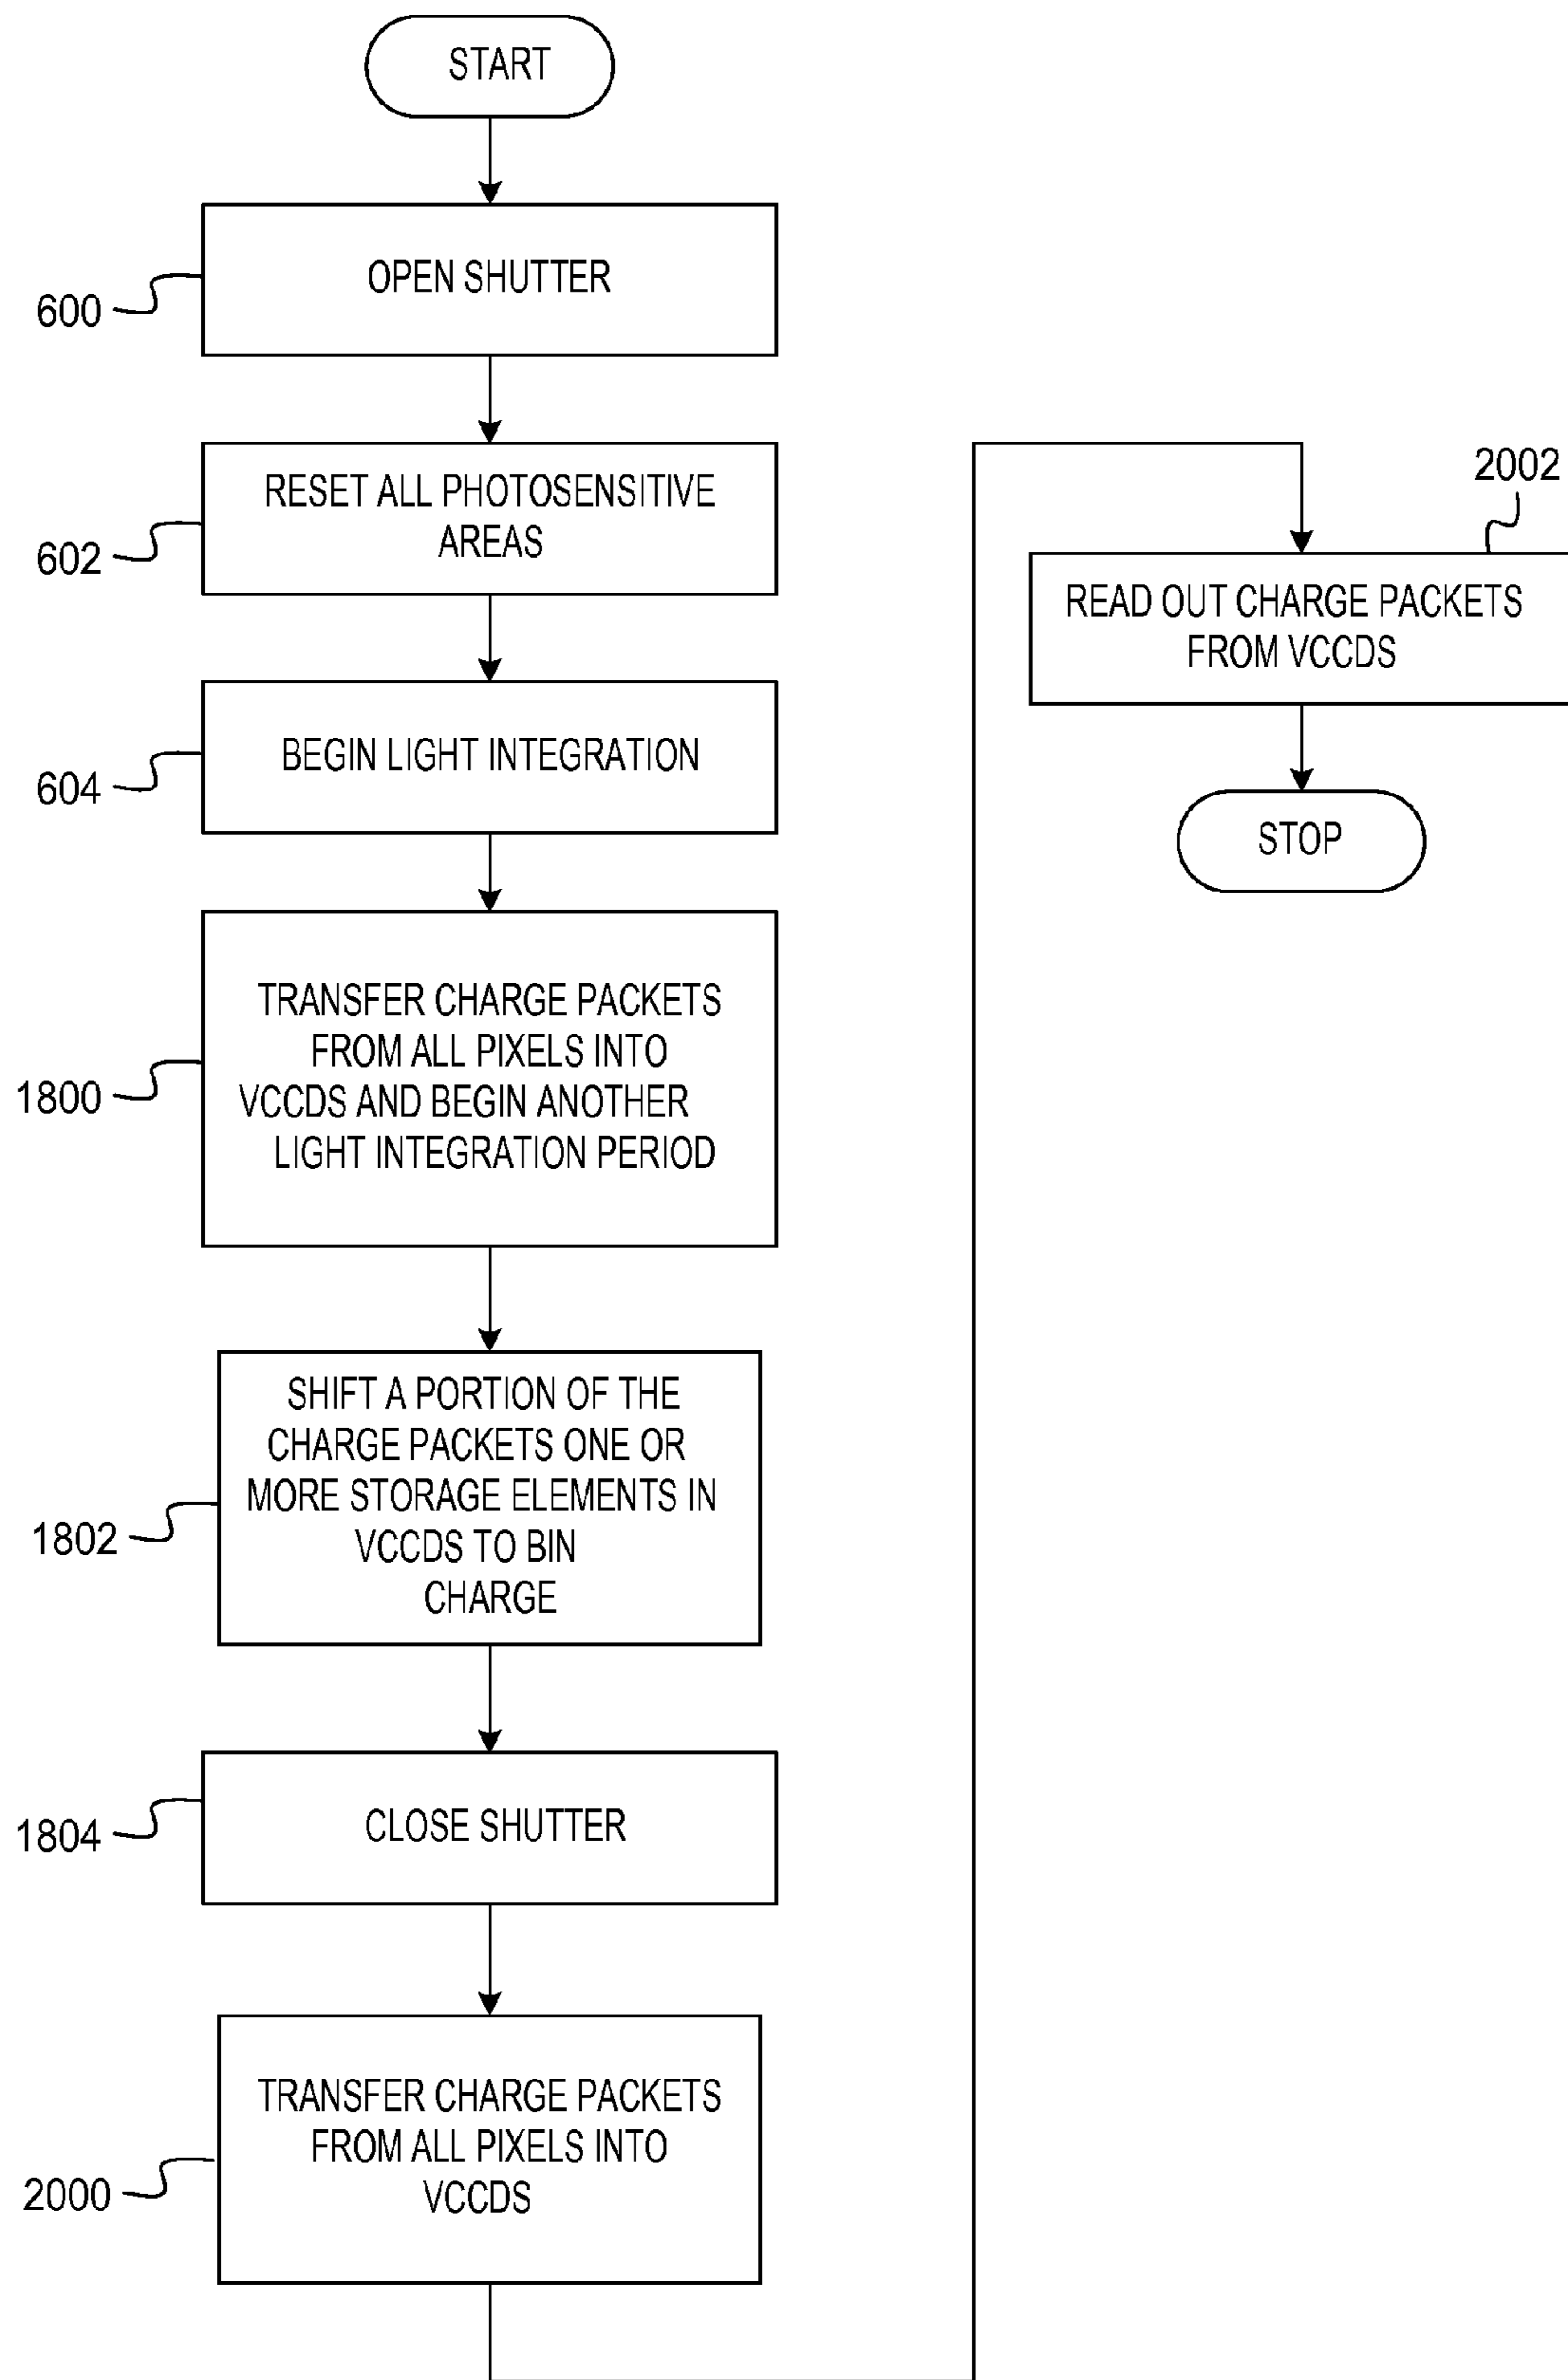 START
OPEN SHUTTER
600
RESET ALL PHOTOSENSITIVE
AREAS
602
BEGIN LIGHT INTEGRATION
604
TRANSFER CHARGE PACKETS
FROM ALL PIXELS INTO
VCCDS AND BEGIN ANOTHER
LIGHT INTEGRATION PERIOD
1800
SHIFT A PORTION OF THE
CHARGE PACKETS ONE OR
MORE STORAGE ELEMENTS IN
VCCDS TO BIN
CHARGE
1802
CLOSE SHUTTER
1804
TRANSFER CHARGE PACKETS
FROM ALL PIXELS INTO
VCCDS
2000
2002
READ OUT CHARGE PACKETS
FROM VCCDS
STOP